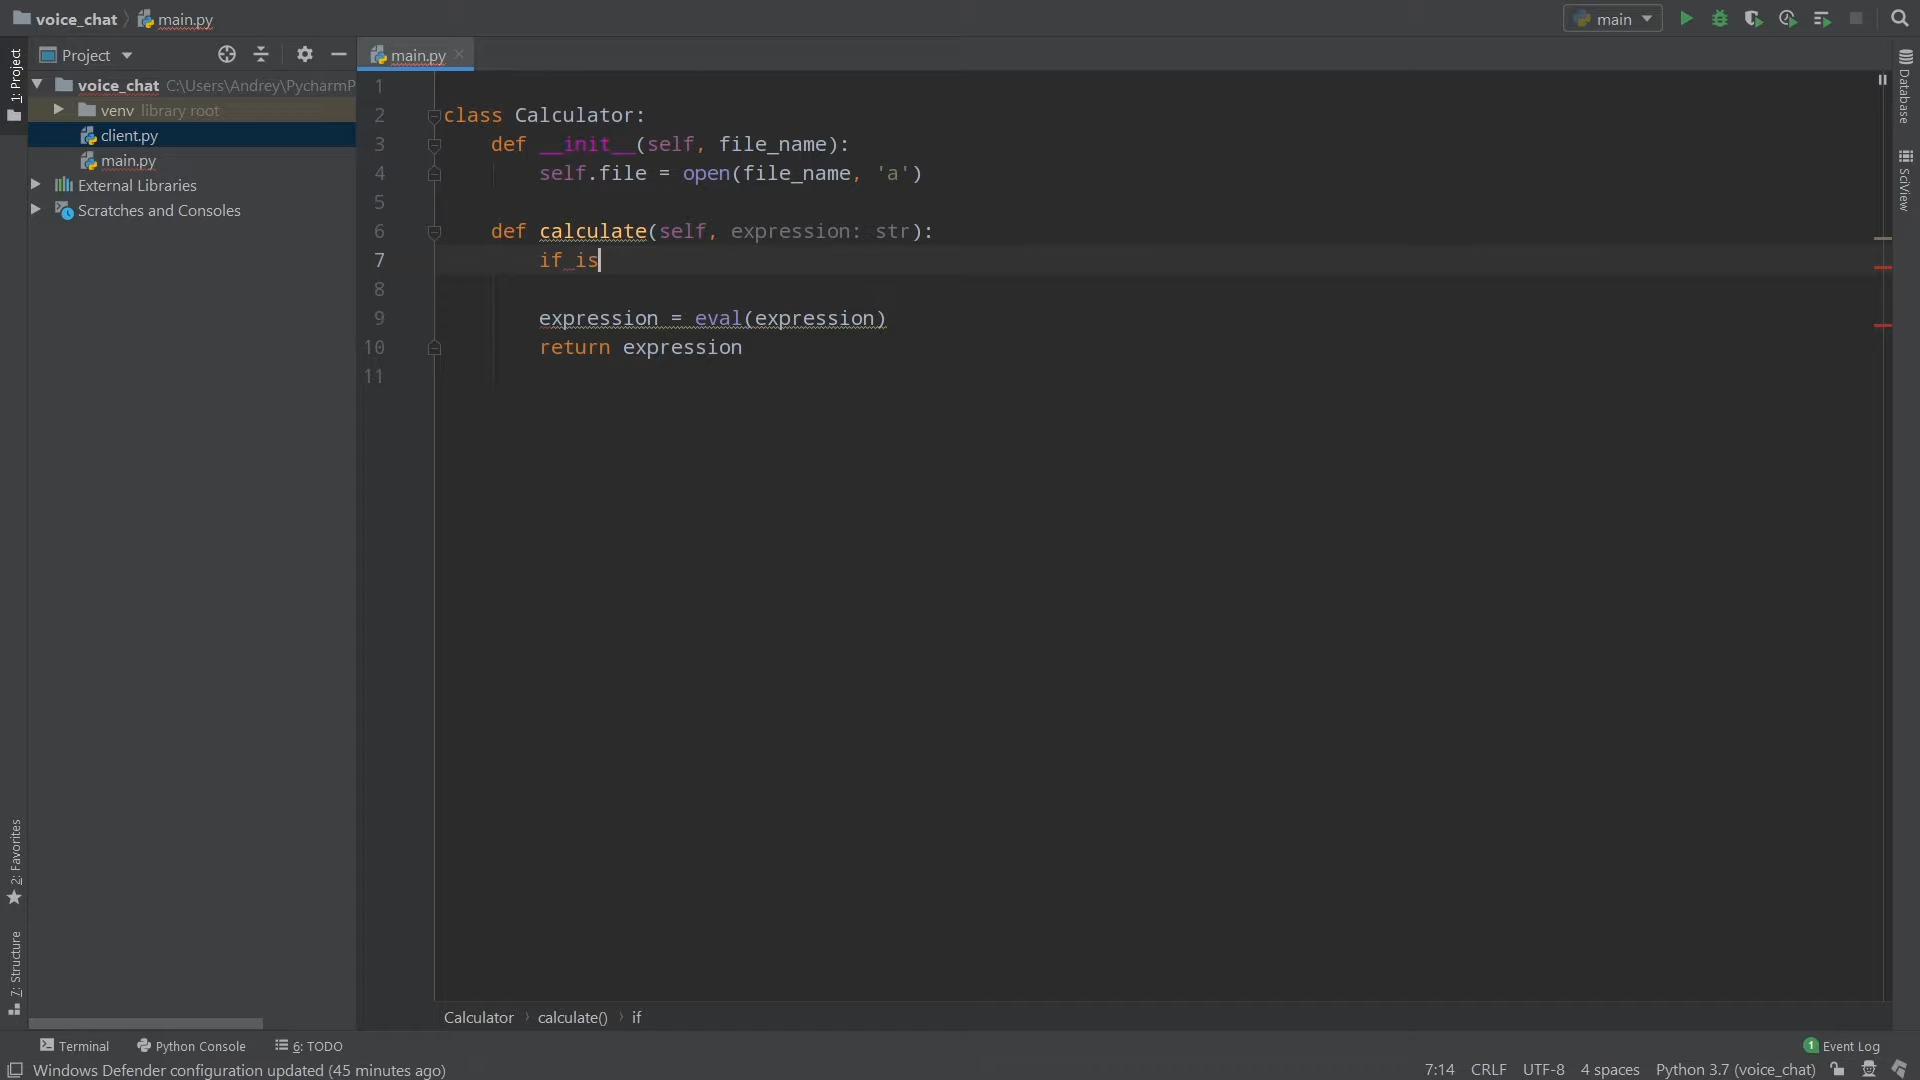 voice_chat main.py
main
Project
main.py
voice_chat C:\Users\Andrey\PycharmP
venv library root
client.py
main.py
External Libraries
Scratches and Consoles
1: Project
2: Favorites
7: Structure
Database
SciView
1
2 class Calculator:
3 def __init__(self, file_name):
4 self.file = open(file_name, 'a')
5
6 def calculate(self, expression: str):
7 if is
8
9 expression = eval(expression)
10 return expression
11
Calculator calculate() if
Terminal Python Console 6: TODO 1 Event Log
Windows Defender configuration updated (45 minutes ago) 7:14 CRLF UTF-8 4 spaces Python 3.7 (voice_chat)